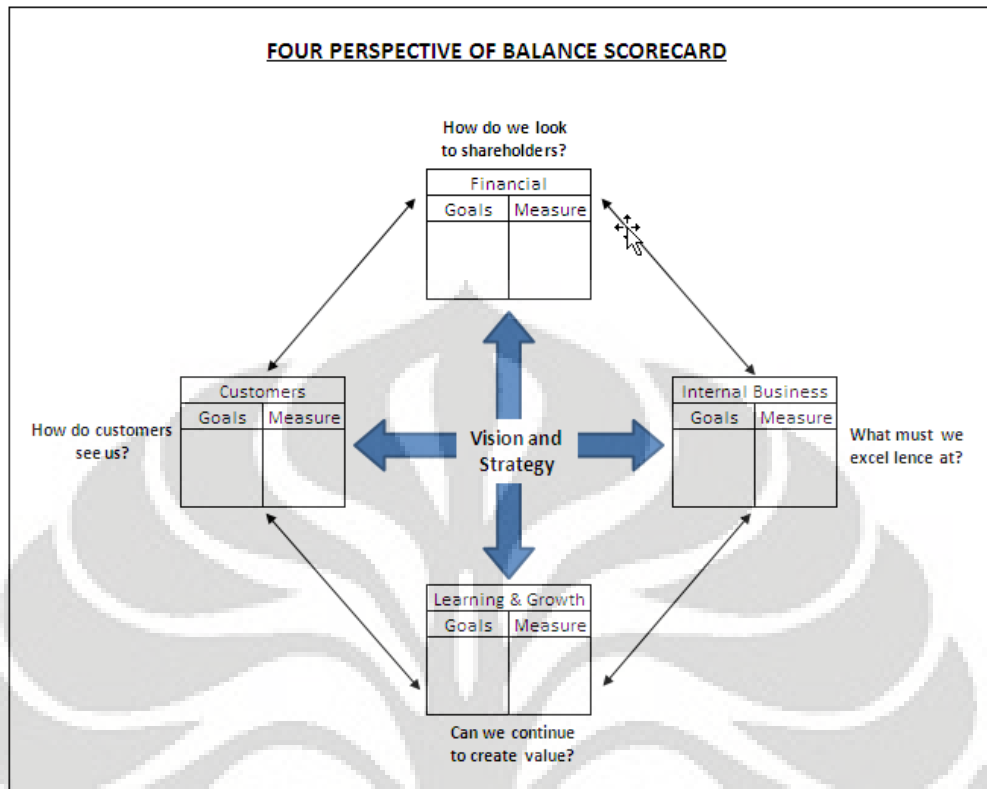 FOUR PERSPECTIVE OF BALANCE SCORECARD
How do we look
to shareholders?
Financial
Goals Measure
Customers
Goals Measure
How do customers
see us?
Vision and
Strategy
Internal Business
Goals Measure
What must we
excel lence at?
Learning & Growth
Goals Measure
Can we continue
to create value?